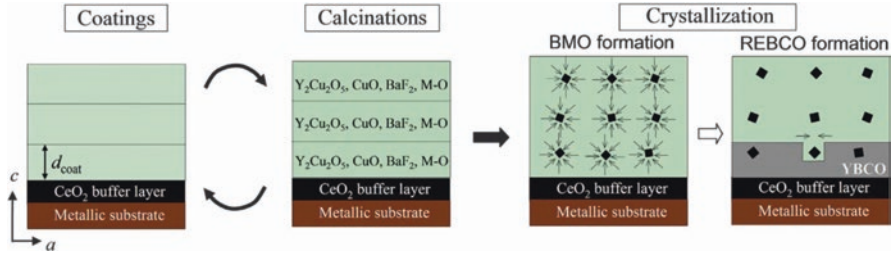 Coatings
Calcinations
Crystallization
BMO formation
REBCO formation
Y₂Cu₂O₅, CuO, BaF₂, M-O
Y₂Cu₂O₅, CuO, BaF₂, M-O
Y₂Cu₂O₅, CuO, BaF₂, M-O
d_coat
YBCO
c
CeO₂ buffer layer
CeO₂ buffer layer
CeO₂ buffer layer
CeO₂ buffer layer
Metallic substrate
Metallic substrate
Metallic substrate
Metallic substrate
a